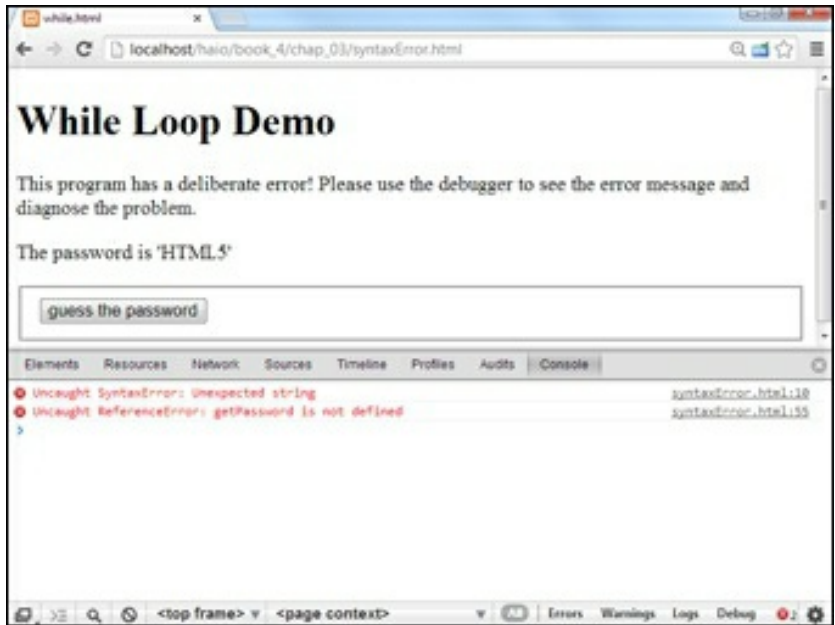 while.html
localhost/haio/book_4/chap_03/syntaxError.html
While Loop Demo
This program has a deliberate error! Please use the debugger to see the error message and
diagnose the problem.
The password is 'HTML5'
guess the password
Elements Resources Network Sources Timeline Profiles Audits Console
Uncaught SyntaxError: Unexpected string syntaxError.html:10
Uncaught ReferenceError: getPassword is not defined syntaxError.html:55
>
<top frame> ▼ <page context> ▼ All Errors Warnings Logs Debug 2